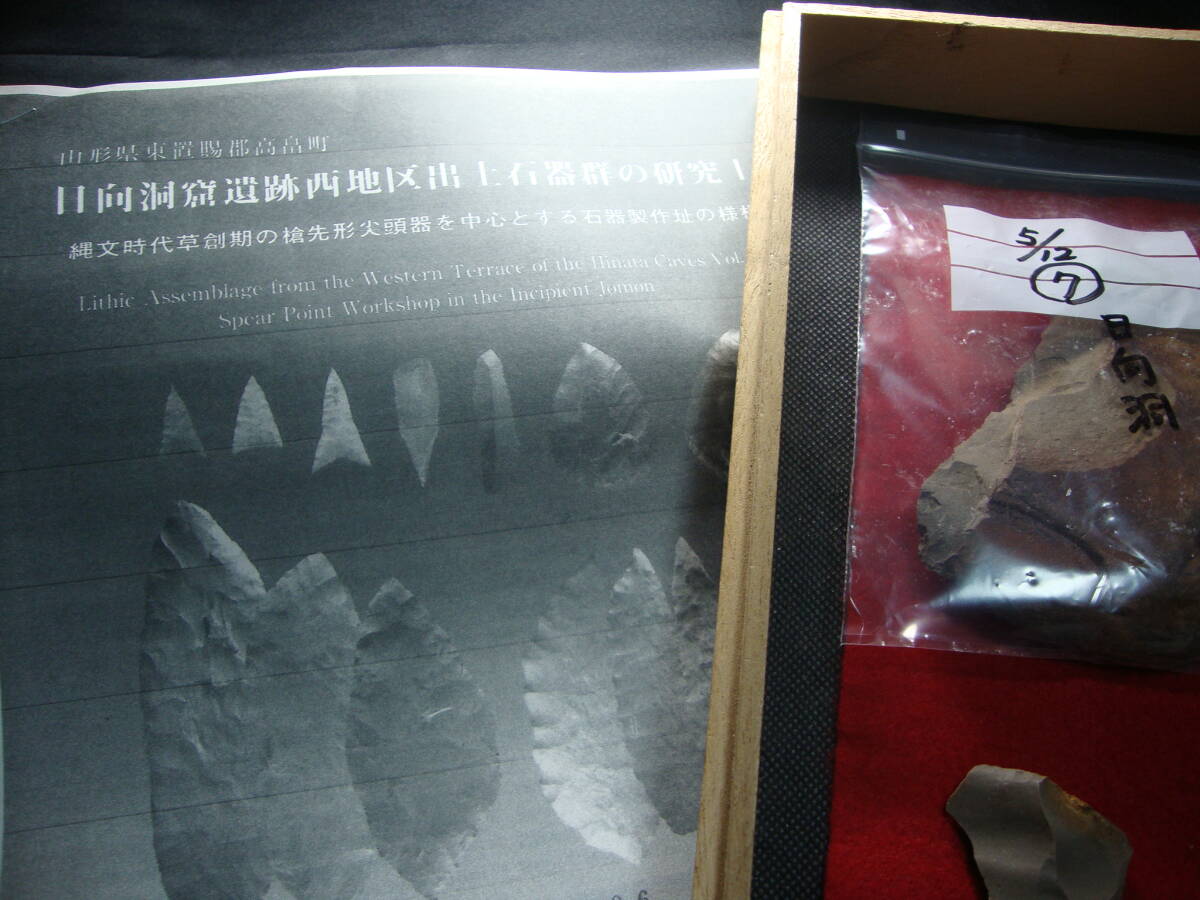 山形県東置賜郡高畠町
日向洞窟遺跡西地区出土石器群の研究Ⅰ
縄文時代草創期の槍先形尖頭器を中心とする石器製作址の様相
Lithic Assemblage from the Western Terrace of the Hinata Caves Vol.
Spear Point Workshop in the Incipient Jomon
5/12
⑦
日向洞